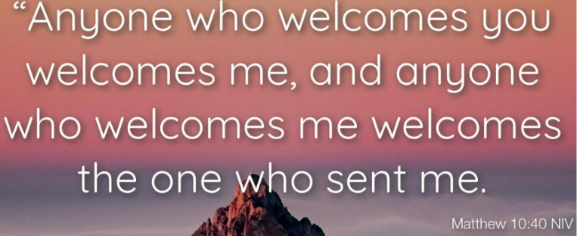 “Anyone who welcomes you
welcomes me, and anyone
who welcomes me welcomes
the one who sent me.
Matthew 10:40 NIV